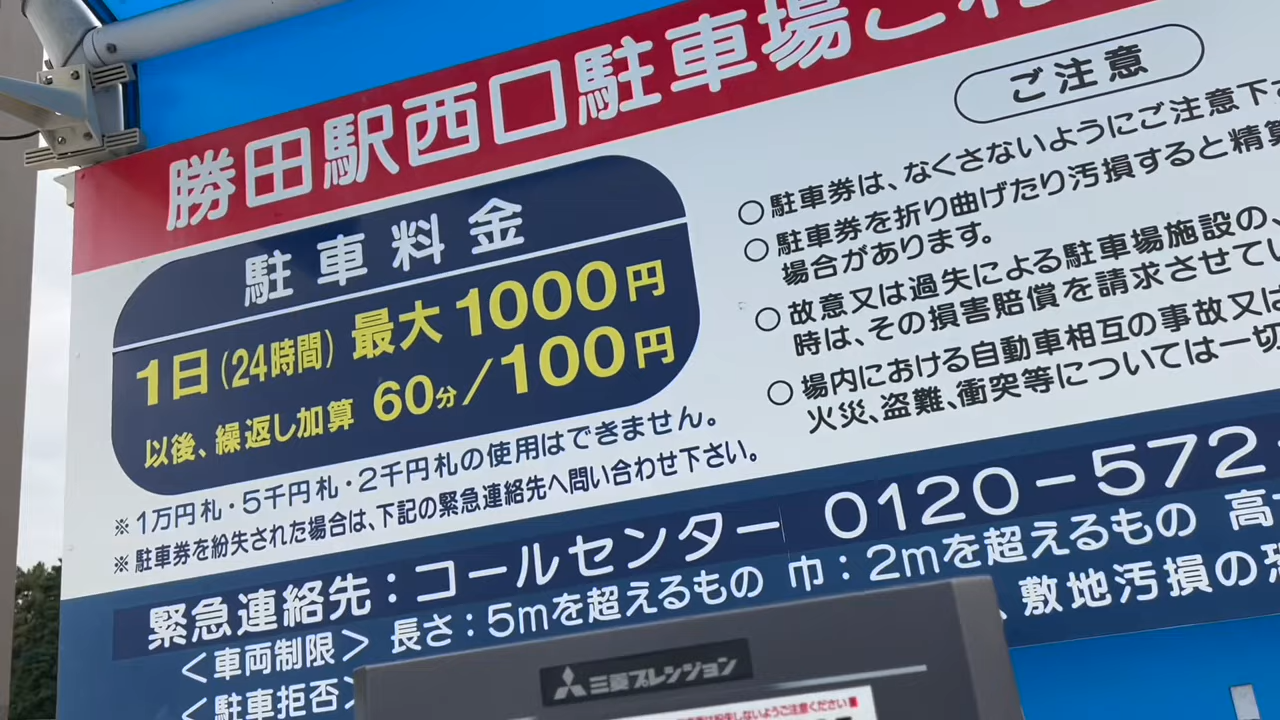 勝田駅西口駐車場ご
駐車料金
1日(24時間) 最大1000円
以後、繰返し加算 60分/100円
※1万円札・5千円札・2千円札の使用はできません。
※駐車券を紛失された場合は、下記の緊急連絡先へ問い合わせ下さい。
ご注意
○駐車券は、なくさないようにご注意下
○駐車券を折り曲げたり汚損すると精算
場合があります。
○故意又は過失による駐車場施設の、
時は、その損害賠償を請求させてい
○場内における自動車相互の事故又は
火災、盗難、衝突等については一切
緊急連絡先:コールセンター 0120-572
<車両制限> 長さ:5mを超えるもの 巾:2mを超えるもの 高
<駐車拒否> 、敷地汚損の
三菱プレシジョン